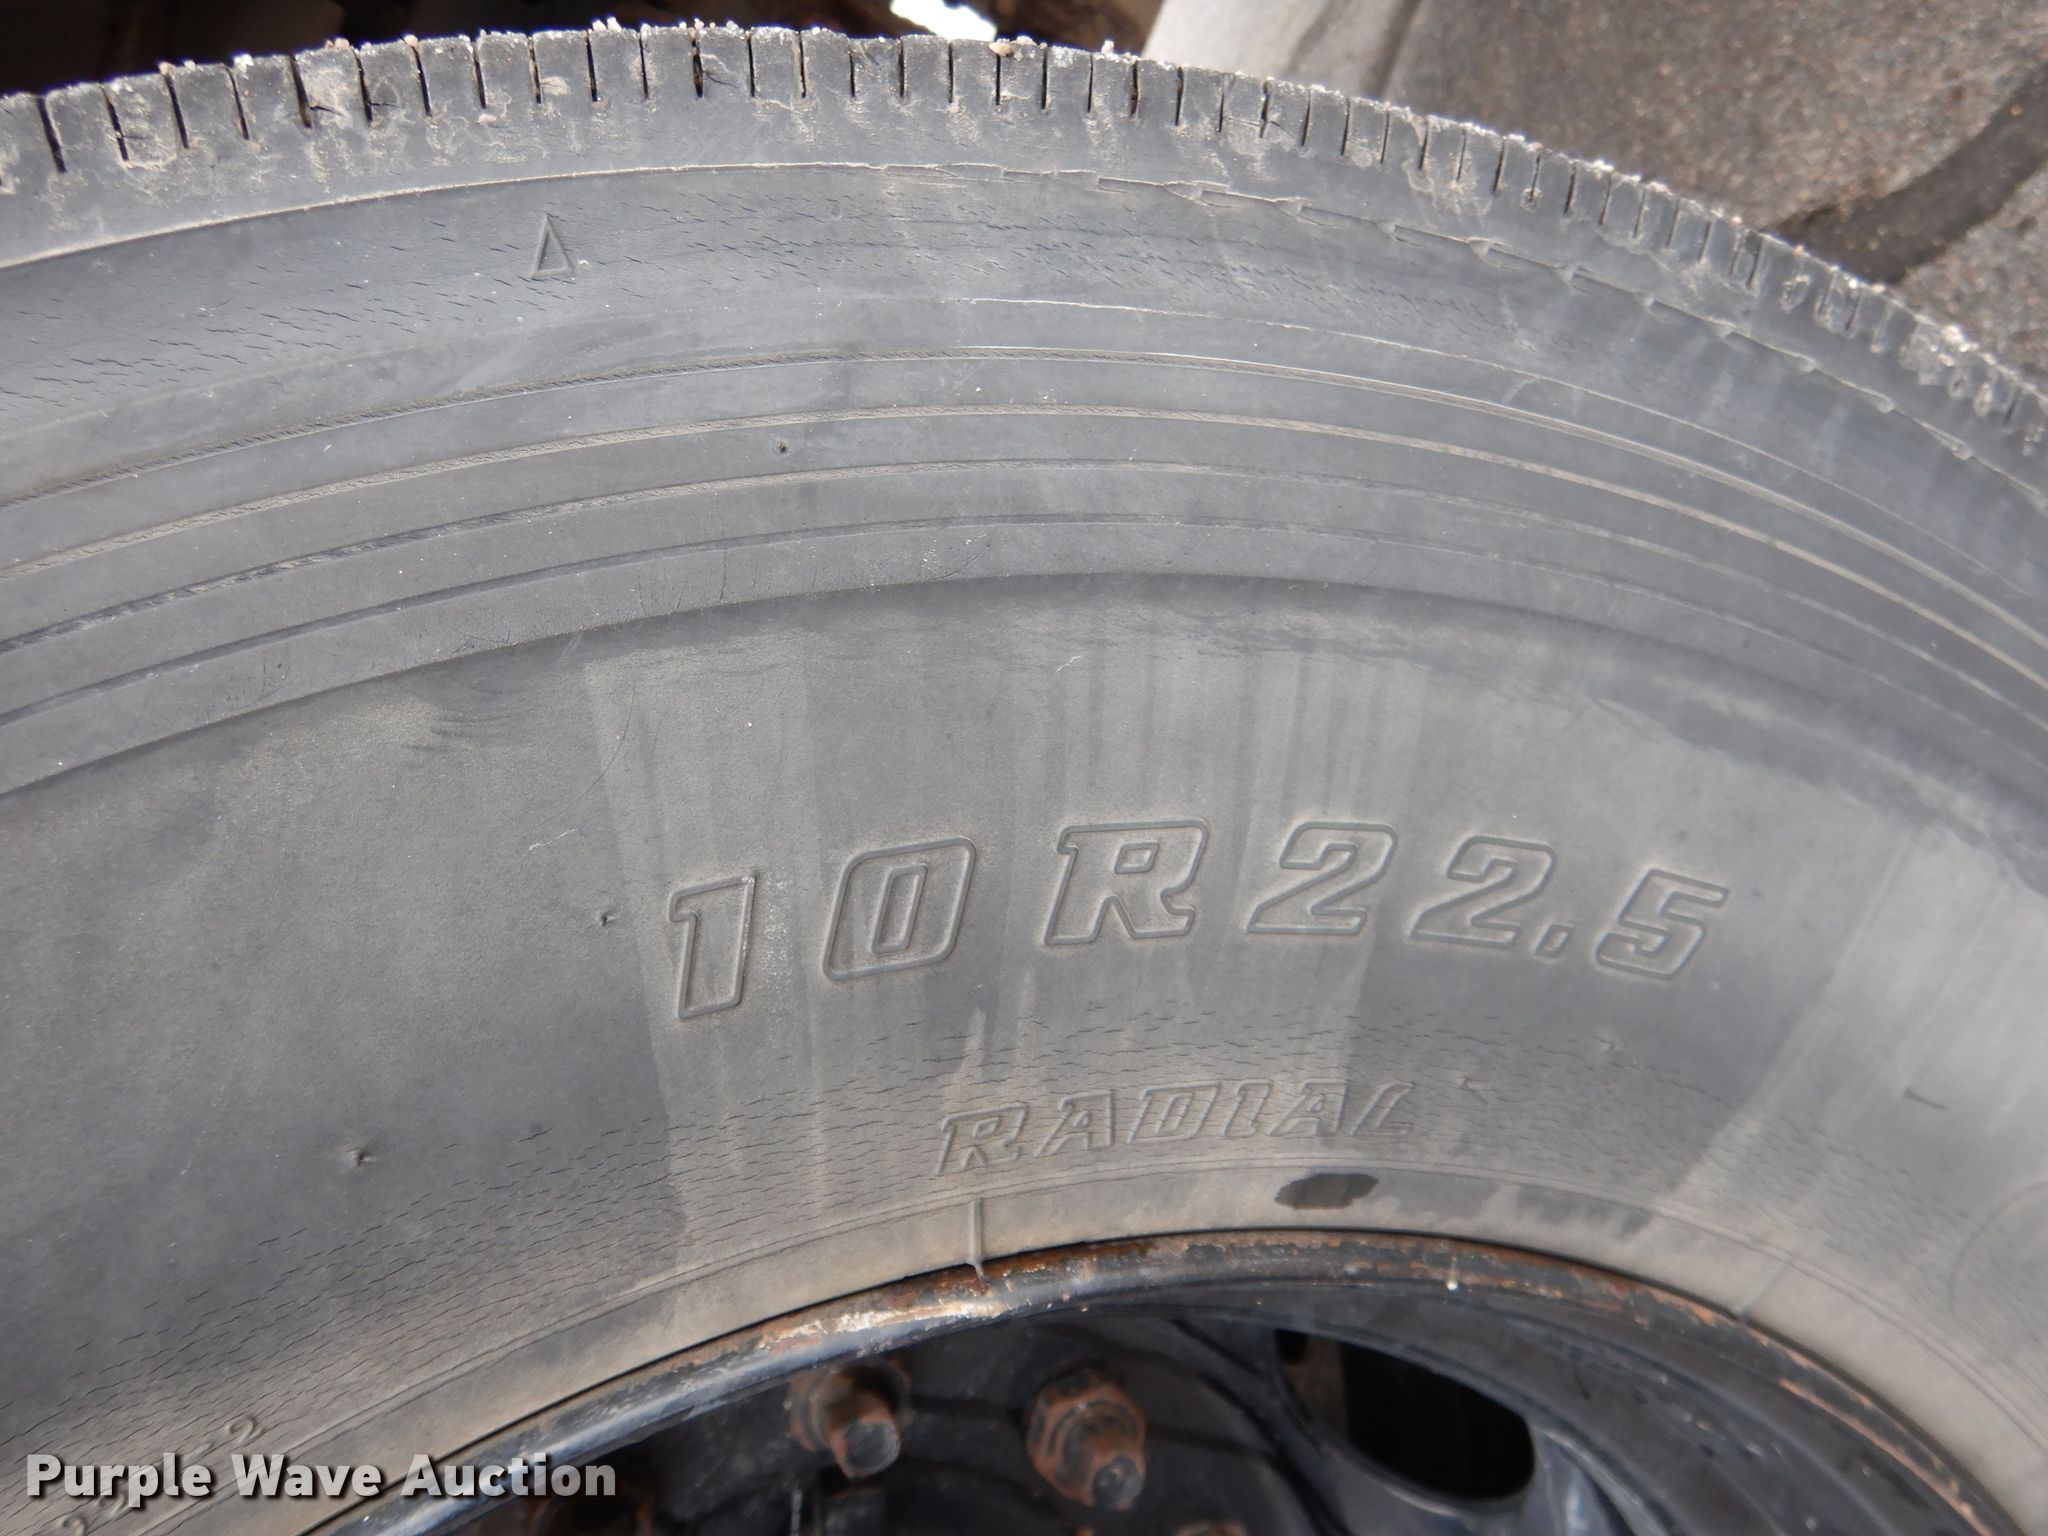 10R22.5
RADIAL
Purple Wave Auction